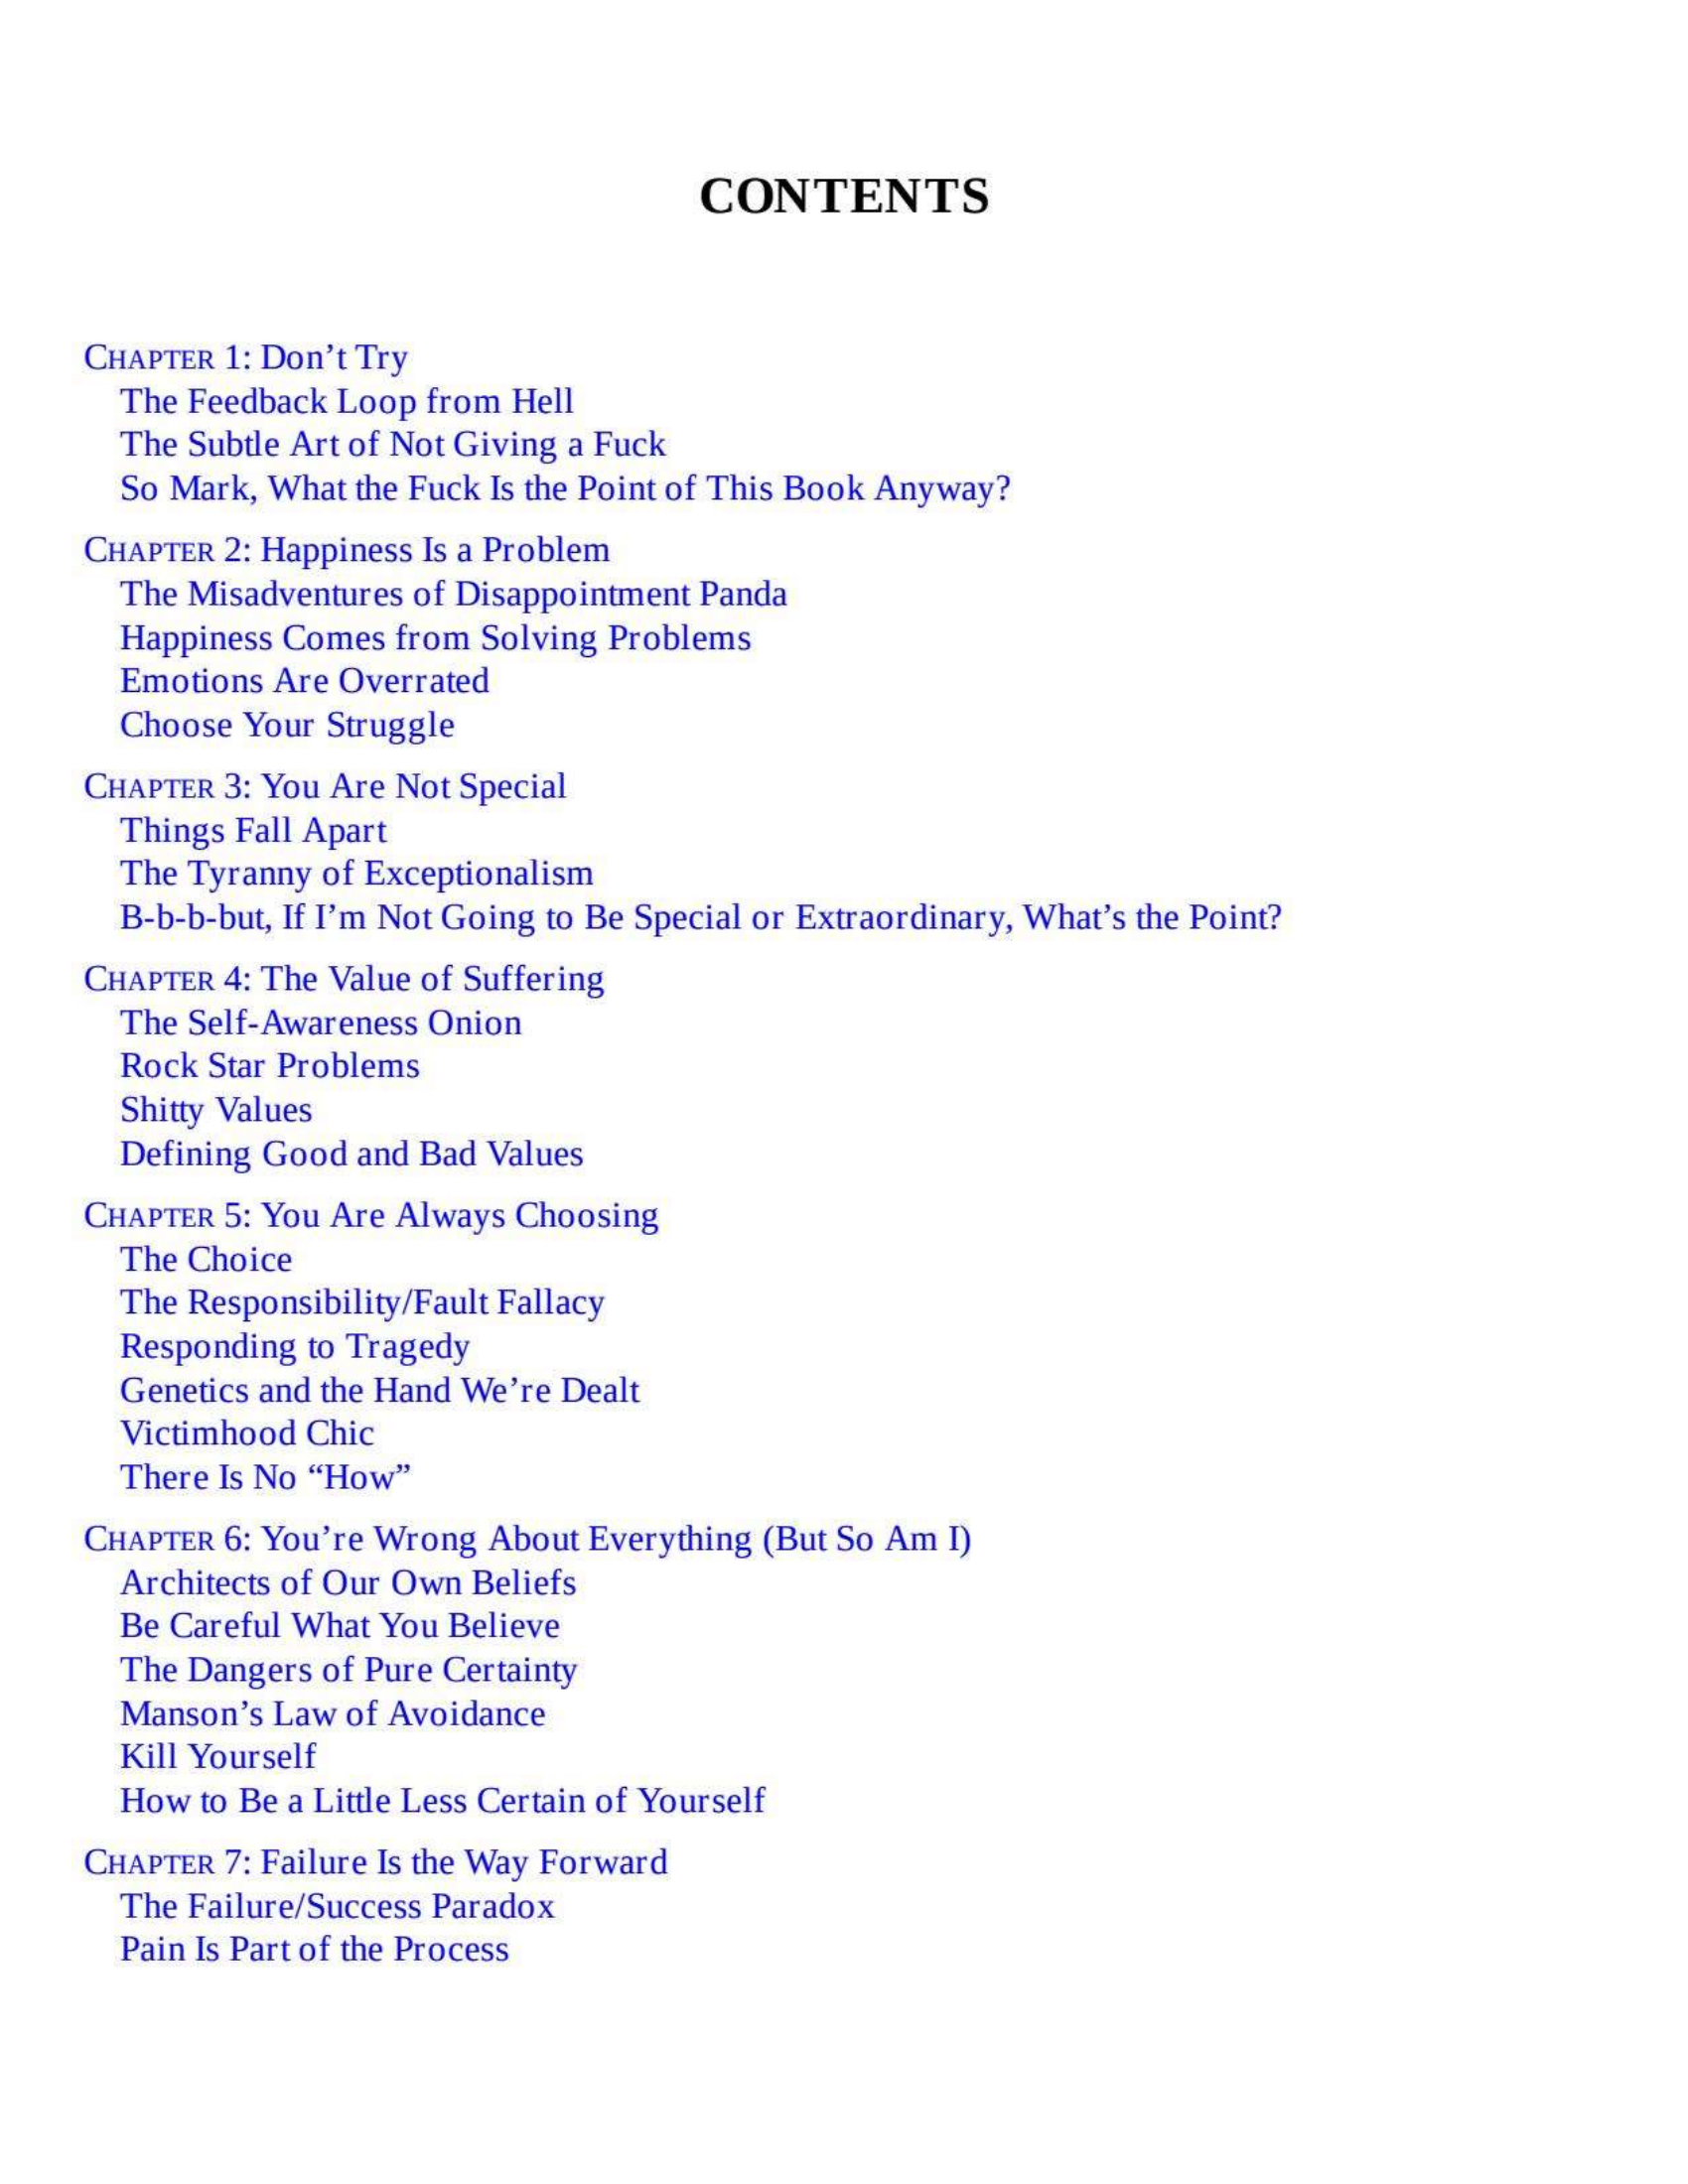 CONTENTS
CHAPTER 1: Don’t Try
The Feedback Loop from Hell
The Subtle Art of Not Giving a Fuck
So Mark, What the Fuck Is the Point of This Book Anyway?
CHAPTER 2: Happiness Is a Problem
The Misadventures of Disappointment Panda
Happiness Comes from Solving Problems
Emotions Are Overrated
Choose Your Struggle
CHAPTER 3: You Are Not Special
Things Fall Apart
The Tyranny of Exceptionalism
B-b-b-but, If I’m Not Going to Be Special or Extraordinary, What’s the Point?
CHAPTER 4: The Value of Suffering
The Self-Awareness Onion
Rock Star Problems
Shitty Values
Defining Good and Bad Values
CHAPTER 5: You Are Always Choosing
The Choice
The Responsibility/Fault Fallacy
Responding to Tragedy
Genetics and the Hand We’re Dealt
Victimhood Chic
There Is No “How”
CHAPTER 6: You’re Wrong About Everything (But So Am I)
Architects of Our Own Beliefs
Be Careful What You Believe
The Dangers of Pure Certainty
Manson’s Law of Avoidance
Kill Yourself
How to Be a Little Less Certain of Yourself
CHAPTER 7: Failure Is the Way Forward
The Failure/Success Paradox
Pain Is Part of the Process